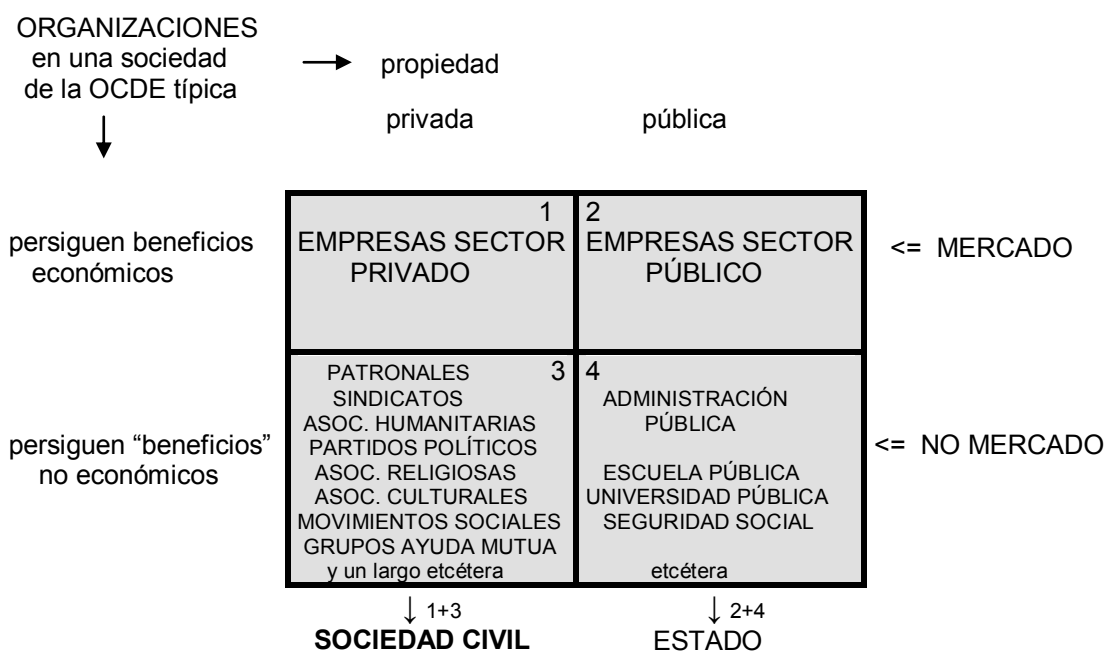 ORGANIZACIONES
en una sociedad
de la OCDE típica
→ propiedad
privada pública
↓
1 2
persiguen beneficios
económicos
EMPRESAS SECTOR
PRIVADO
EMPRESAS SECTOR
PÚBLICO
<= MERCADO
3 4
persiguen “beneficios”
no económicos
PATRONALES
SINDICATOS
ASOC. HUMANITARIAS
PARTIDOS POLÍTICOS
ASOC. RELIGIOSAS
ASOC. CULTURALES
MOVIMIENTOS SOCIALES
GRUPOS AYUDA MUTUA
y un largo etcétera
ADMINISTRACIÓN
PÚBLICA
ESCUELA PÚBLICA
UNIVERSIDAD PÚBLICA
SEGURIDAD SOCIAL
etcétera
<= NO MERCADO
↓ 1+3
SOCIEDAD CIVIL
↓ 2+4
ESTADO